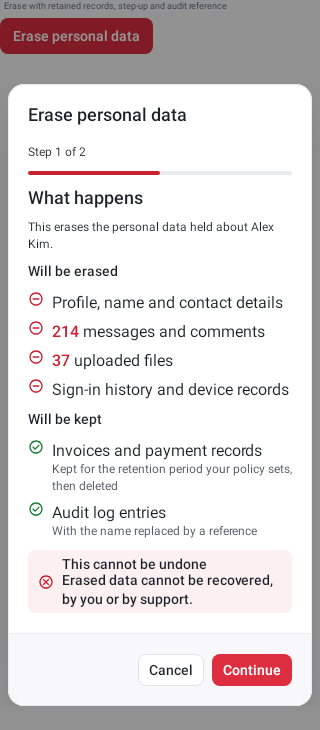 Erase with retained records, step-up and audit reference
Erase personal data
Erase personal data
Step 1 of 2
What happens
This erases the personal data held about Alex
Kim.
Will be erased
Profile, name and contact details
214 messages and comments
37 uploaded files
Sign-in history and device records
Will be kept
Invoices and payment records
Kept for the retention period your policy sets,
then deleted
Audit log entries
With the name replaced by a reference
This cannot be undone
Erased data cannot be recovered,
by you or by support.
Cancel
Continue